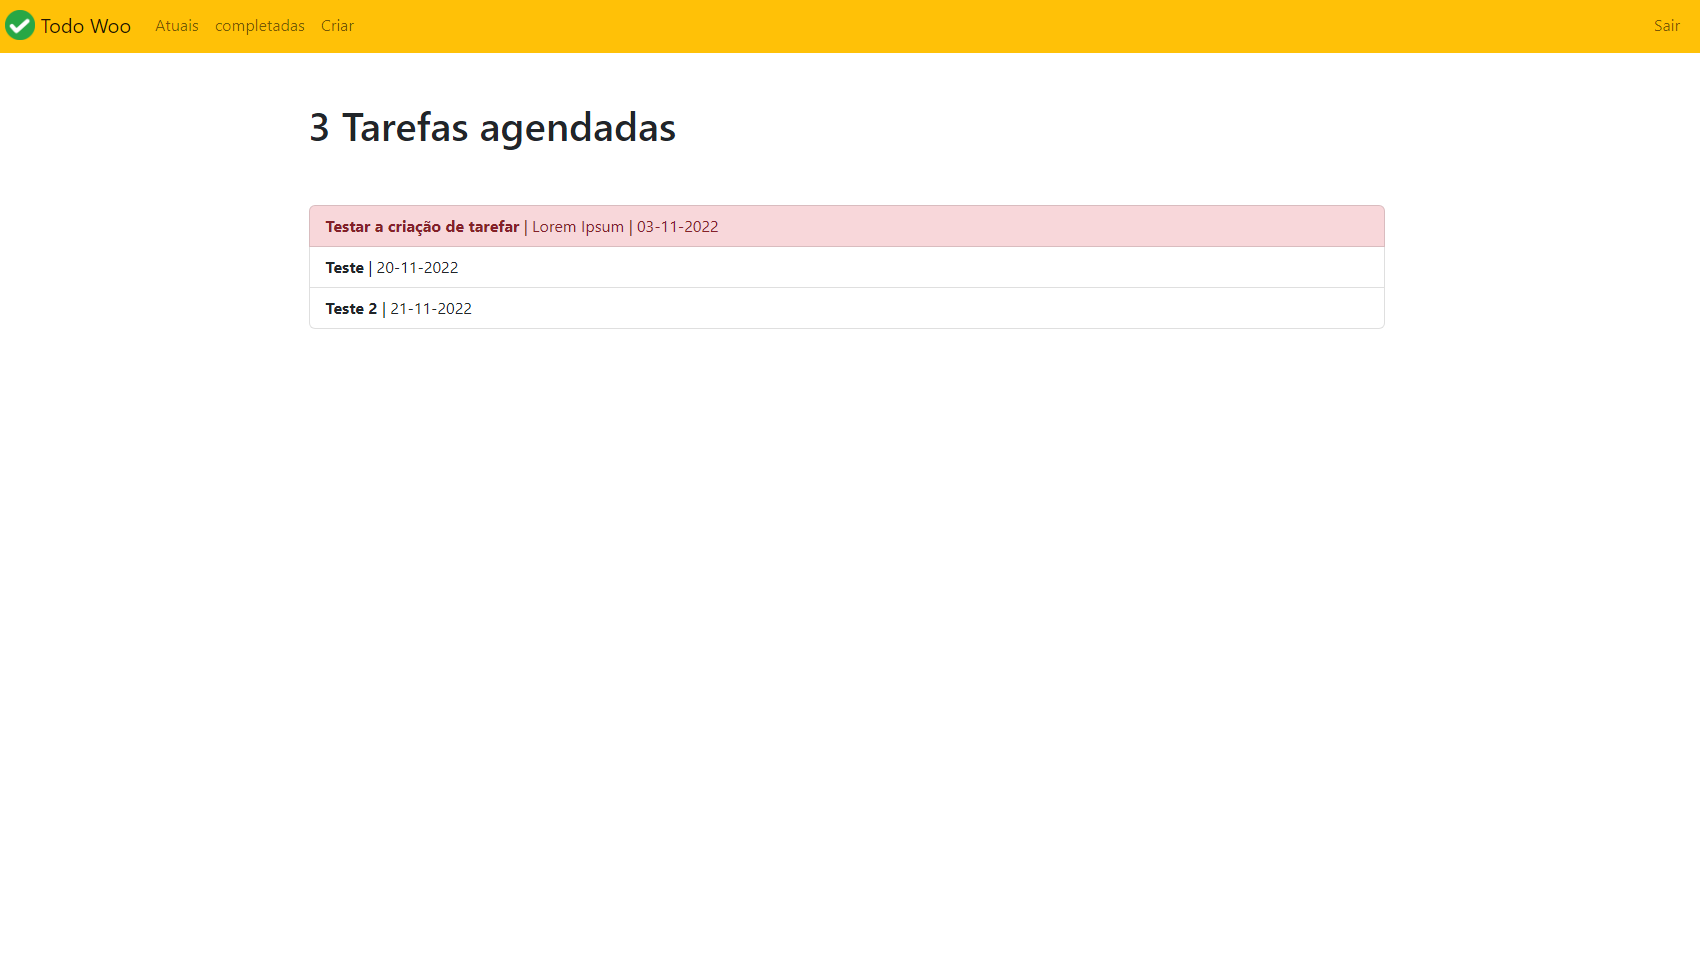 Todo Woo Atuais completadas Criar Sair
3 Tarefas agendadas
Testar a criação de tarefar | Lorem Ipsum | 03-11-2022
Teste | 20-11-2022
Teste 2 | 21-11-2022